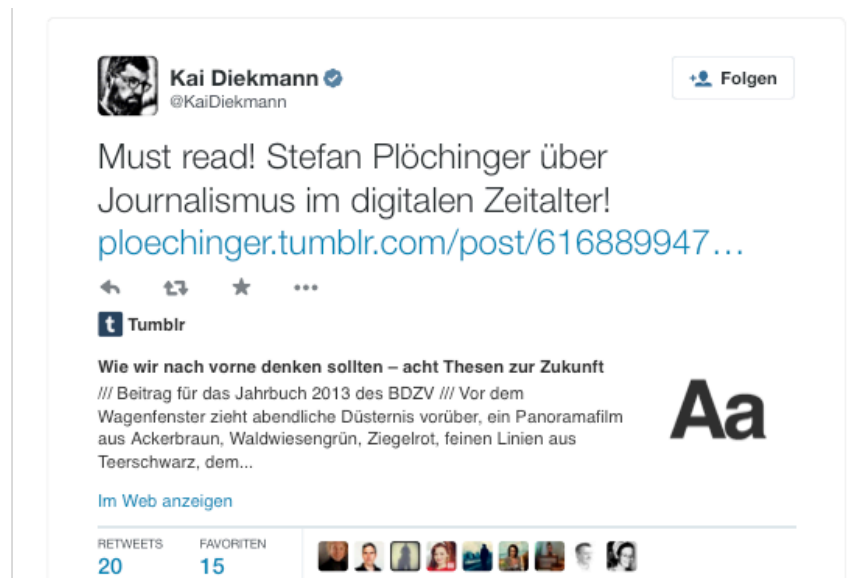 Kai Diekmann
@KaiDiekmann
Folgen
Must read! Stefan Plöchinger über
Journalismus im digitalen Zeitalter!
ploechinger.tumblr.com/post/616889947…
t Tumblr
Wie wir nach vorne denken sollten – acht Thesen zur Zukunft
/// Beitrag für das Jahrbuch 2013 des BDZV /// Vor dem
Wagenfenster zieht abendliche Düsternis vorüber, ein Panoramafilm
aus Ackerbraun, Waldwiesengrün, Ziegelrot, feinen Linien aus
Teerschwarz, dem...
Aa
Im Web anzeigen
RETWEETS FAVORITEN
20 15